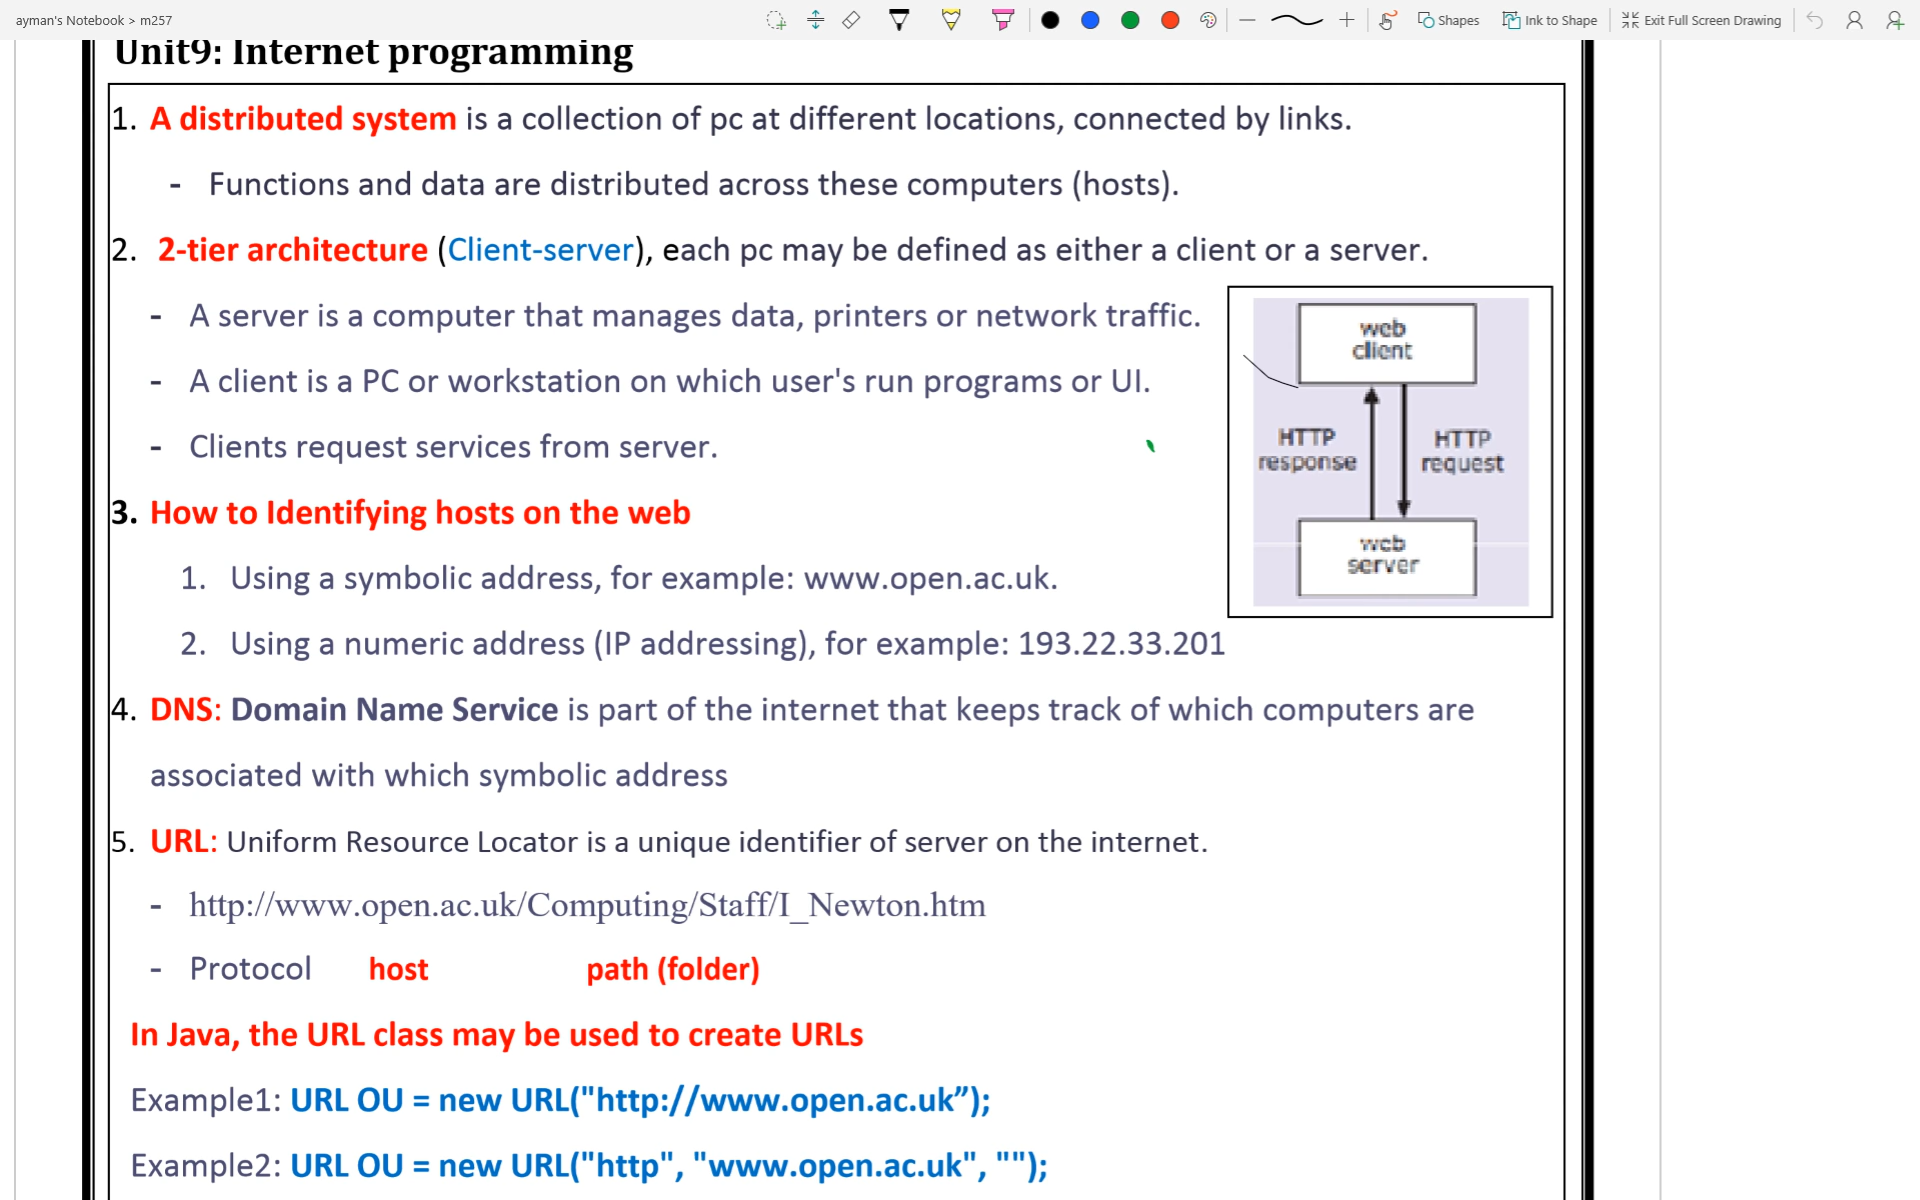 ayman's Notebook > m257
Shapes
Ink to Shape
Exit Full Screen Drawing
Unit9: Internet programming
1. A distributed system is a collection of pc at different locations, connected by links.
- Functions and data are distributed across these computers (hosts).
2. 2-tier architecture (Client-server), each pc may be defined as either a client or a server.
- A server is a computer that manages data, printers or network traffic.
- A client is a PC or workstation on which user's run programs or UI.
- Clients request services from server.
web
client
HTTP
response
HTTP
request
web
server
3. How to Identifying hosts on the web
1. Using a symbolic address, for example: www.open.ac.uk.
2. Using a numeric address (IP addressing), for example: 193.22.33.201
4. DNS: Domain Name Service is part of the internet that keeps track of which computers are
associated with which symbolic address
5. URL: Uniform Resource Locator is a unique identifier of server on the internet.
- http://www.open.ac.uk/Computing/Staff/I_Newton.htm
- Protocol host path (folder)
In Java, the URL class may be used to create URLs
Example1: URL OU = new URL("http://www.open.ac.uk”);
Example2: URL OU = new URL("http", "www.open.ac.uk", "");